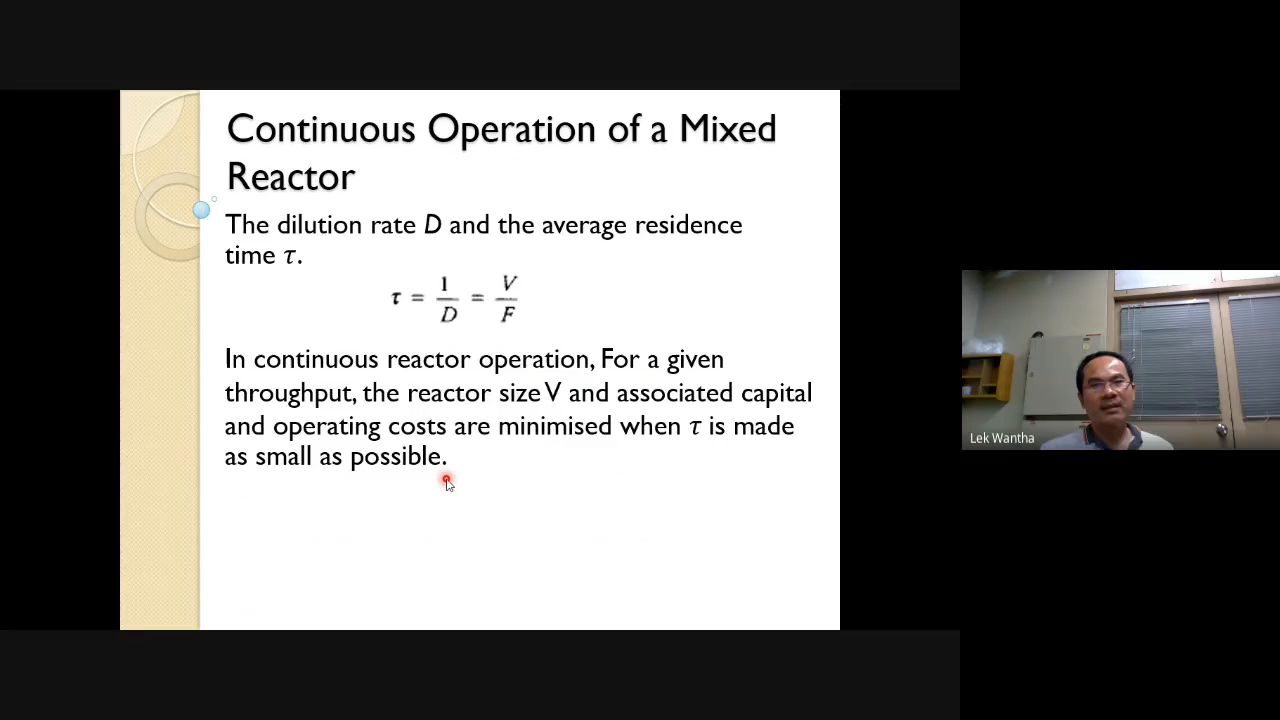 Continuous Operation of a Mixed
Reactor
The dilution rate D and the average residence
time τ.
τ = 1/D = V/F
In continuous reactor operation, For a given
throughput, the reactor size V and associated capital
and operating costs are minimised when τ is made
as small as possible.
Lek Wantha